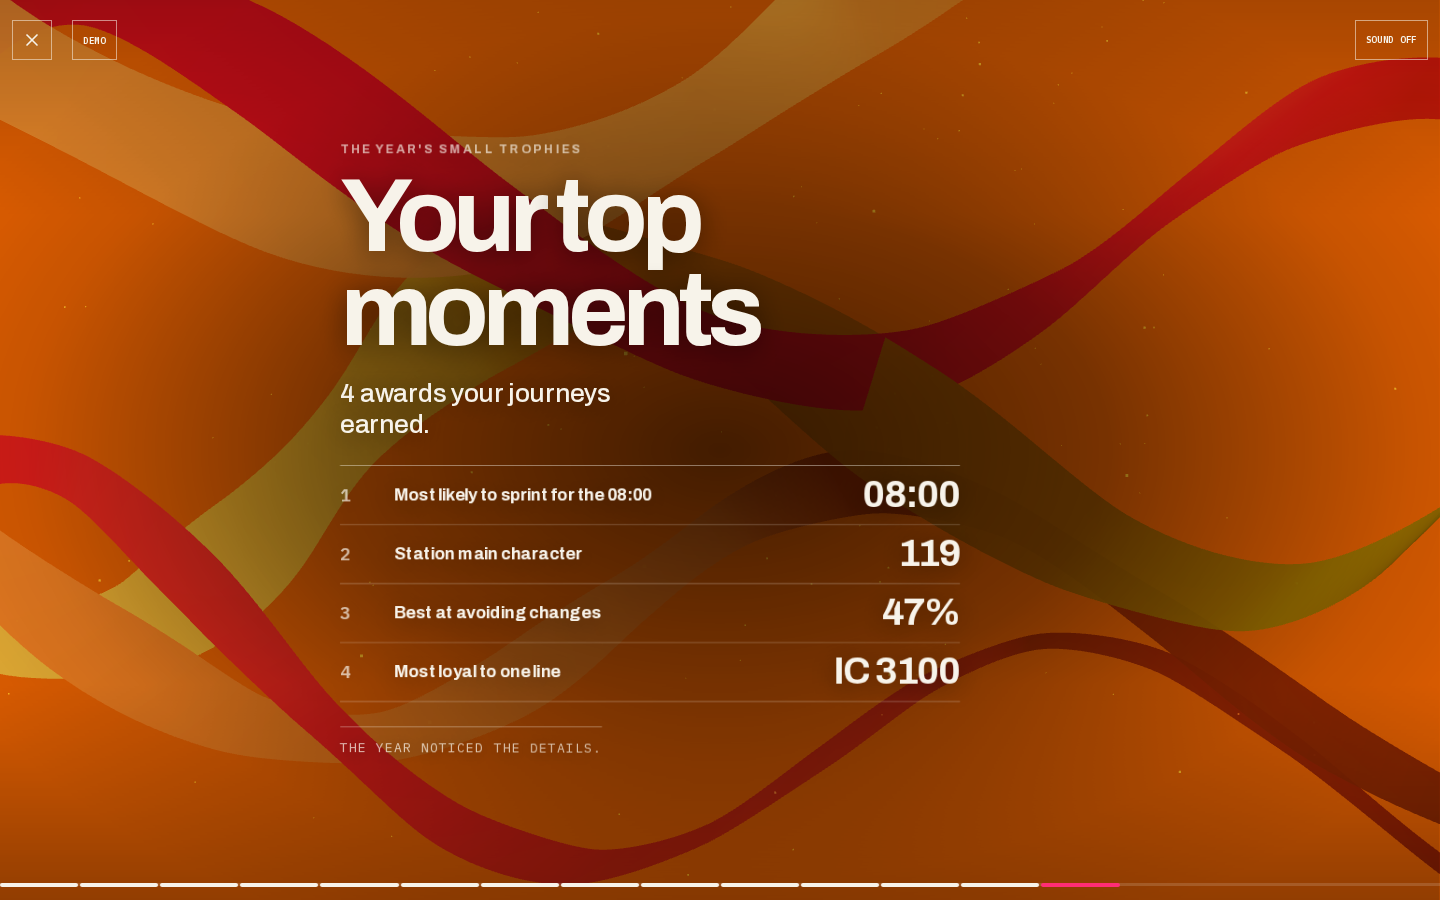 DEMO
SOUND OFF
THE YEAR'S SMALL TROPHIES
Your top
moments
4 awards your journeys
earned.
1 Most likely to sprint for the 08:00 08:00
2 Station main character 119
3 Best at avoiding changes 47%
4 Most loyal to one line IC 3100
THE YEAR NOTICED THE DETAILS.